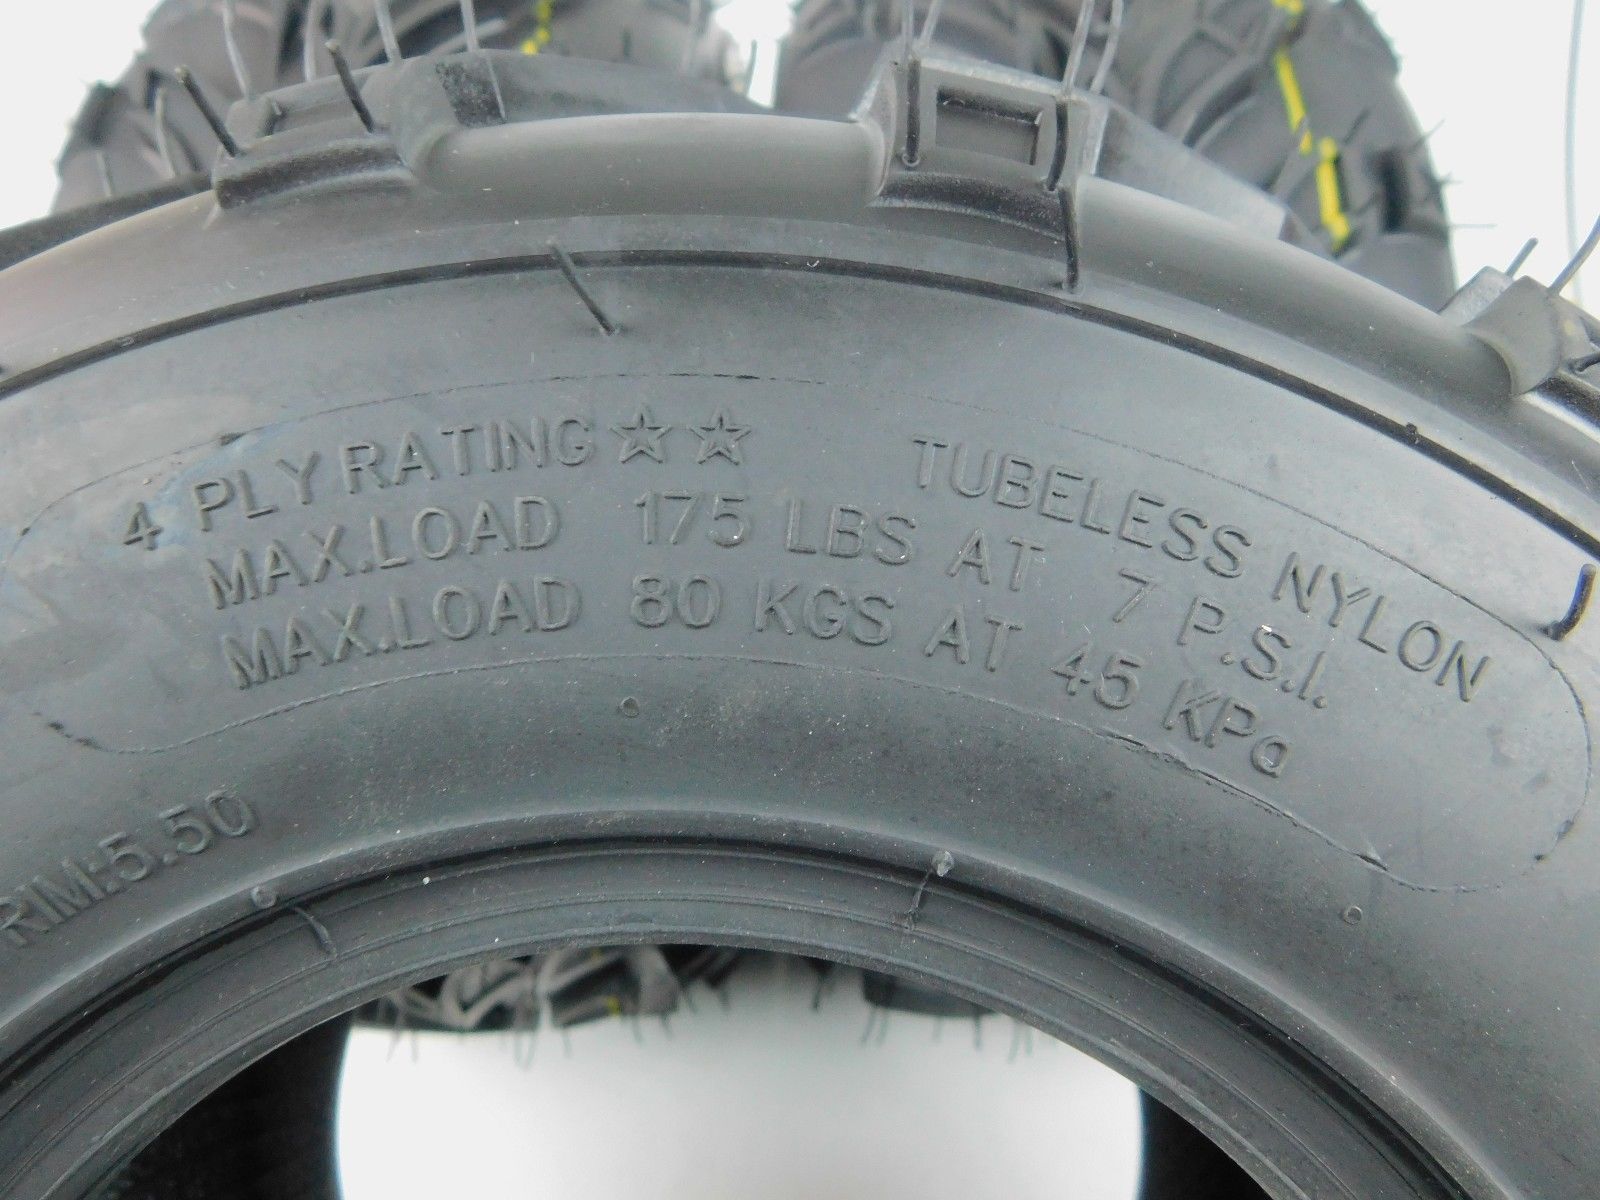 4 PLY RATING ☆☆ TUBELESS NYLON
MAX.LOAD 175 LBS AT 7 P.S.I.
MAX.LOAD 80 KGS AT 45 KPa
RIM:5.50